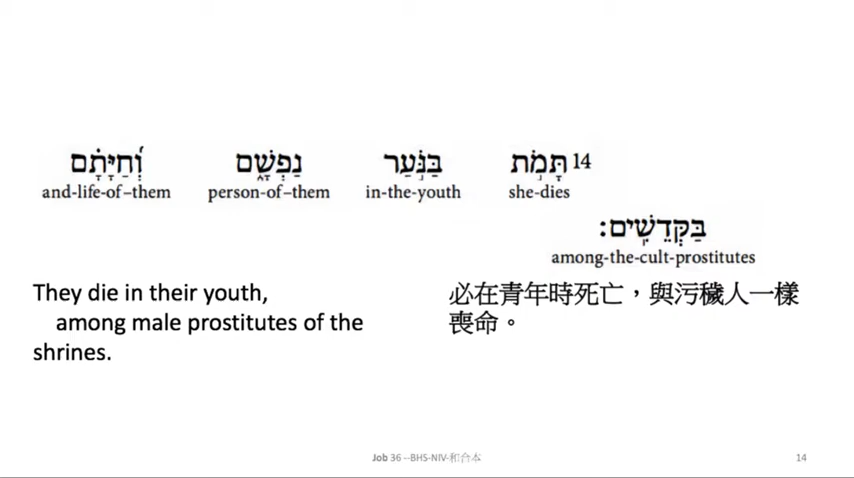 14 תָּמֹ֣ת בַּנֹּ֣עַר נַפְשָׁ֑ם וְ֝חַיָּתָ֗ם
she-dies in-the-youth person-of–them and-life-of–them
בַּקְּדֵשִֽׁים׃
among-the-cult-prostitutes
They die in their youth,
among male prostitutes of the
shrines.
必在青年時死亡，與污穢人一樣
喪命。
Job 36 --BHS-NIV-和合本
14